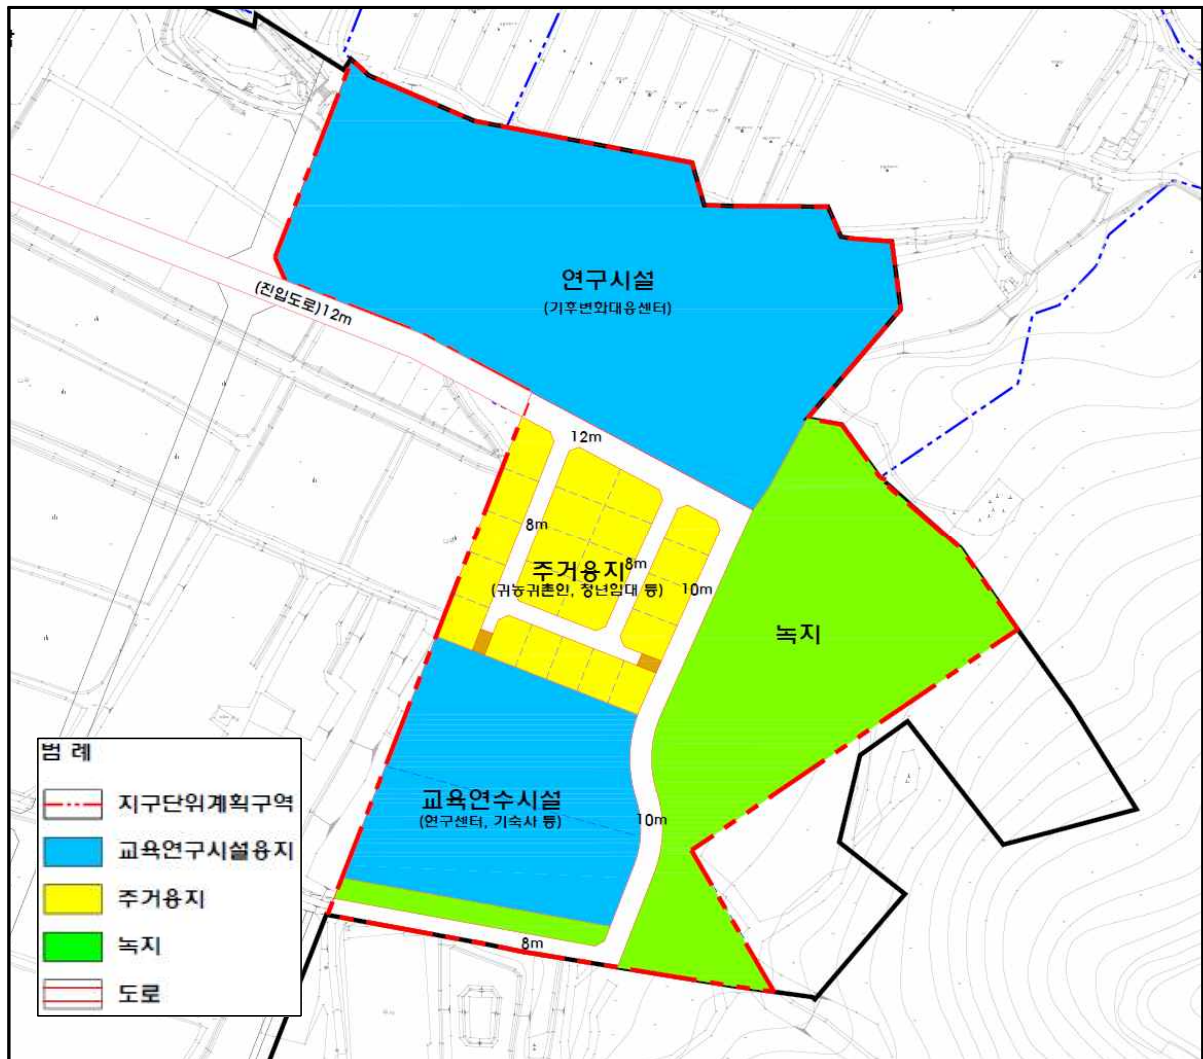 연구시설
(기후변화대응센터)
(진입도로)12m
12m
8m
주거용지
8m
(귀농귀촌인, 청년임대 등)
10m
녹지
교육연수시설
(연구센터, 기숙사 등)
10m
8m
범 례
지구단위계획구역
교육연구시설용지
주거용지
녹지
도로